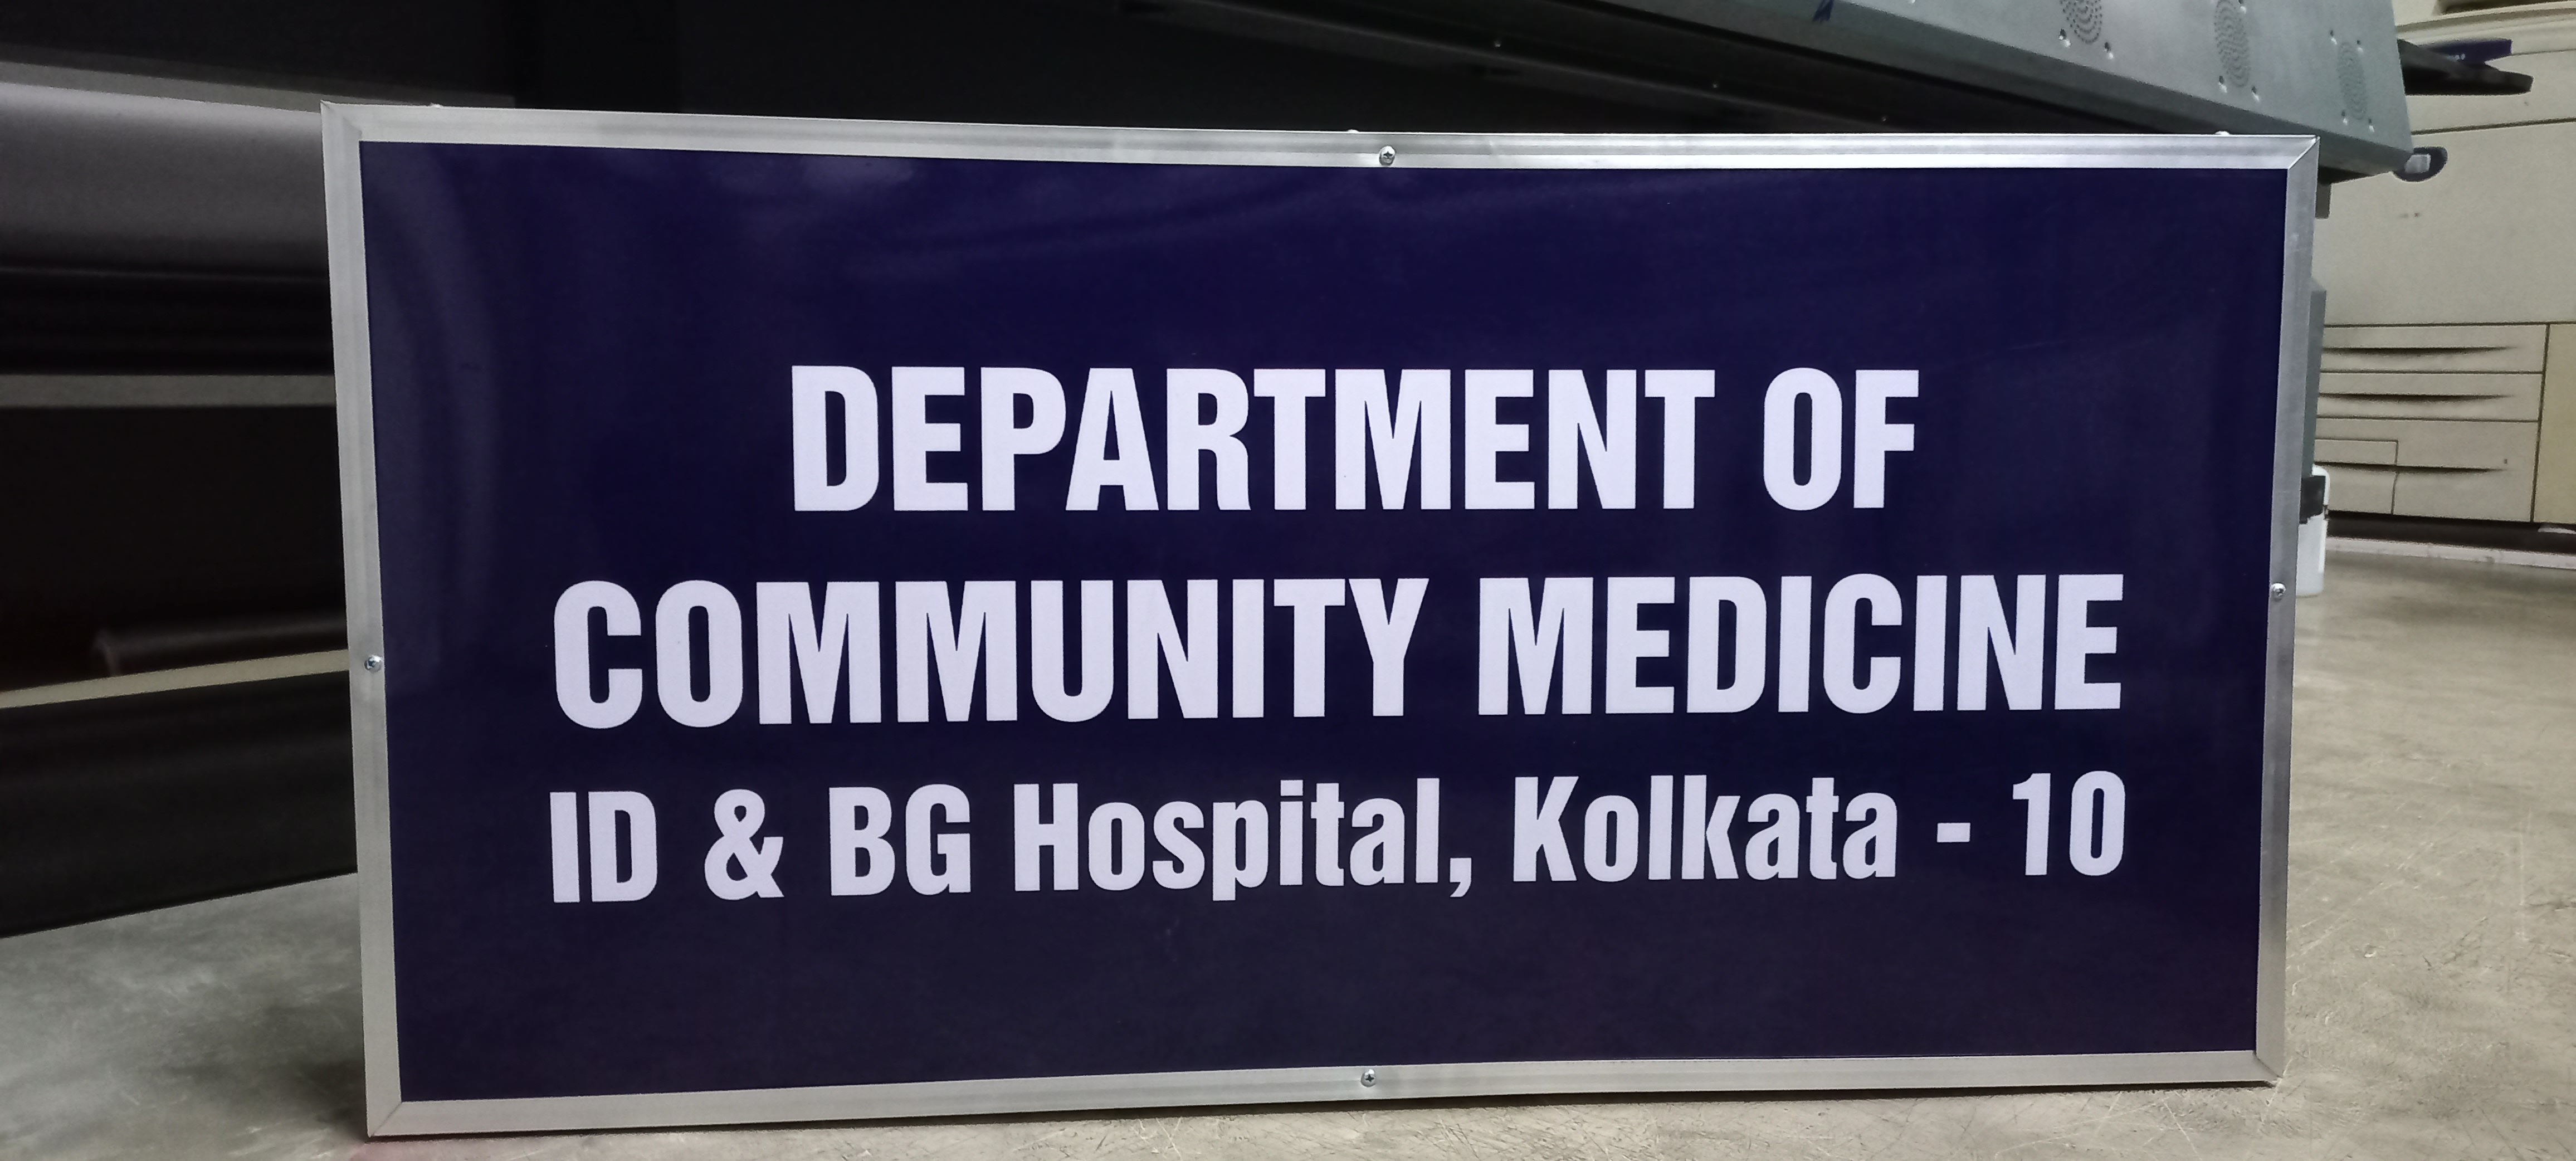 DEPARTMENT OF
COMMUNITY MEDICINE
ID & BG Hospital, Kolkata - 10